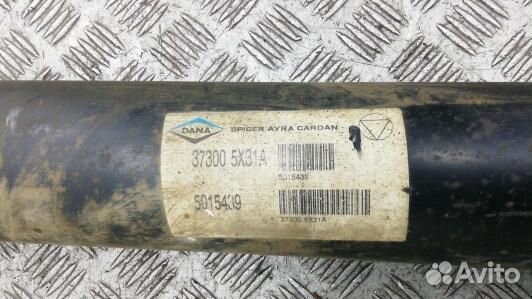 DANA
SPICER AYRA CARDAN
37300 5X31A
5015439
5015439
37300 5X31A
Avito